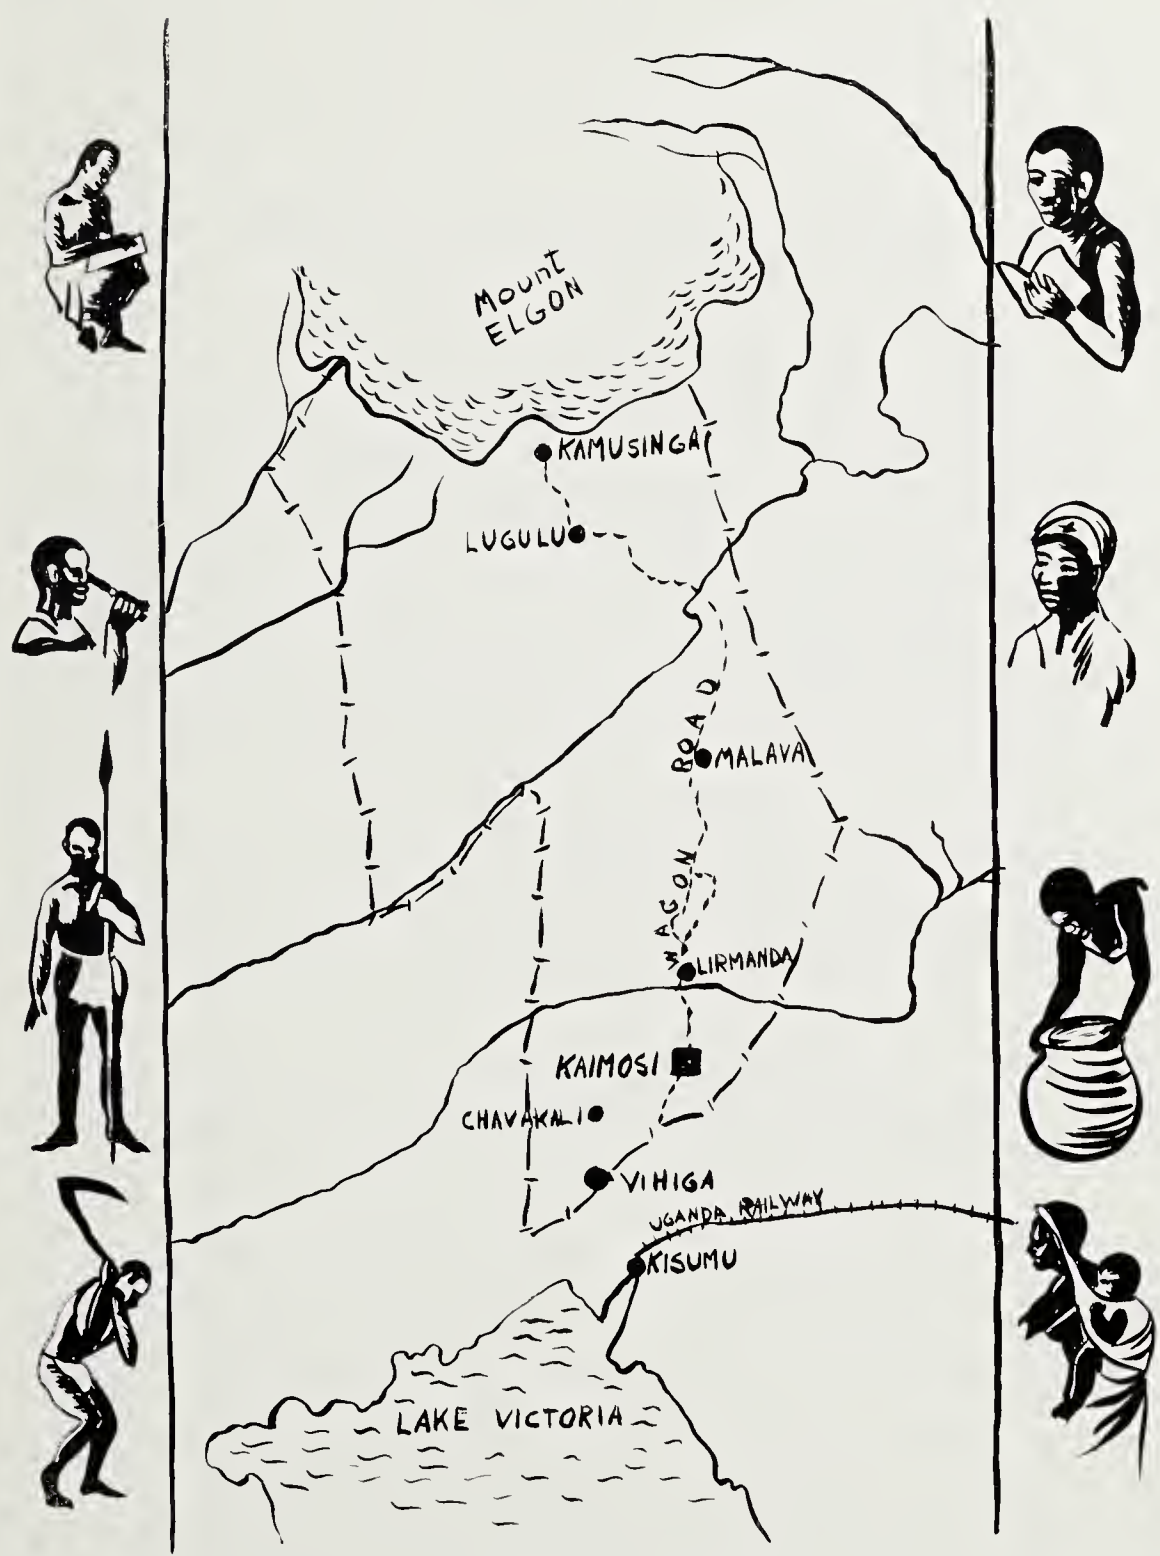 Mount
ELGON
KAMUSINGA
LUGULU
WAGON ROAD
MALAVA
LIRMANDA
KAIMOSI
CHAVAKALI
VIHIGA
UGANDA RAILWAY
KISUMU
LAKE VICTORIA